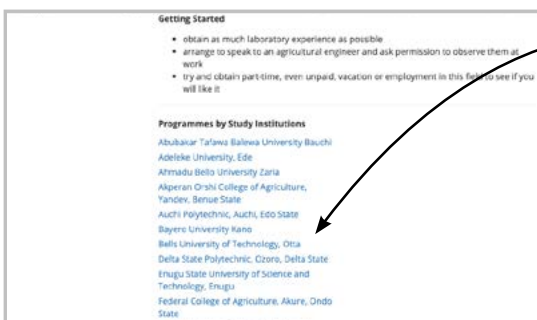 Getting Started
• obtain as much laboratory experience as possible
• arrange to speak to an agricultural engineer and ask permission to observe them at
work
• try and obtain part-time, even unpaid, vacation or employment in this field to see if you
will like it
Programmes by Study Institutions
Abubakar Tafawa Balewa University Bauchi
Adeleke University, Ede
Ahmadu Bello University Zaria
Akperan Orshi College of Agriculture,
Yandev, Benue State
Auchi Polytechnic, Auchi, Edo State
Bayero University Kano
Bells University of Technology, Otta
Delta State Polytechnic, Ozoro, Delta State
Enugu State University of Science and
Technology, Enugu
Federal College of Agriculture, Akure, Ondo
State